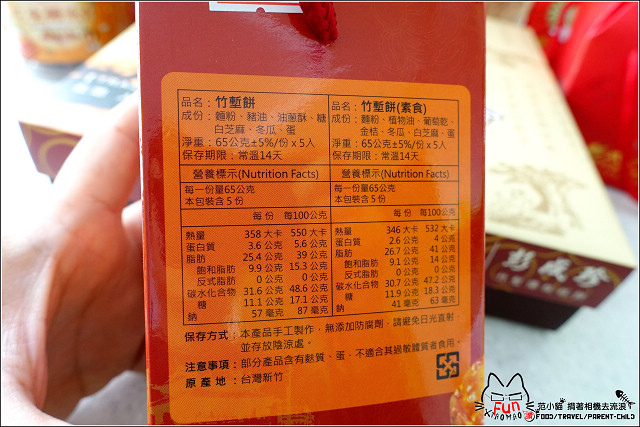 品名：竹塹餅
成份：麵粉、豬油、油蔥酥、糖
白芝麻、冬瓜、蛋
淨重：65公克±5%/份 x 5入
保存期限：常溫14天
營養標示(Nutrition Facts)
每一份量65公克
本包裝含 5 份
每 份 每100公克
熱量 358 大卡 550 大卡
蛋白質 3.6 公克 5.6 公克
脂肪 25.4 公克 39 公克
飽和脂肪 9.9 公克 15.3 公克
反式脂肪 0 公克 0 公克
碳水化合物 31.6 公克 48.6 公克
糖 11.1 公克 17.1 公克
鈉 57 毫克 87 毫克
品名：竹塹餅(素食)
成份：麵粉、植物油、葡萄乾、
金桔、冬瓜、白芝麻、蛋
淨重：65公克±5%/份 x 5入
保存期限：常溫14天
營養標示(Nutrition Facts)
每一份量65公克
本包裝含 5 份
每 份 每100公克
熱量 346 大卡 532 大卡
蛋白質 2.6 公克 4 公克
脂肪 26.7 公克 41 公克
飽和脂肪 9.1 公克 14 公克
反式脂肪 0 公克 0 公克
碳水化合物 30.7 公克 47.2 公克
糖 11.9 公克 18.3 公克
鈉 41 毫克 63 毫克
保存方式：本產品手工製作，無添加防腐劑，請避免日光直射，
並存放陰涼處。
注意事項：部分產品含有麩質、蛋，不適合其過敏體質者食用。
原 產 地：台灣新竹
彭成珍
Fun
范小貓 揹著相機去流浪
FOOD/TRAVEL/PARENT-CHILD